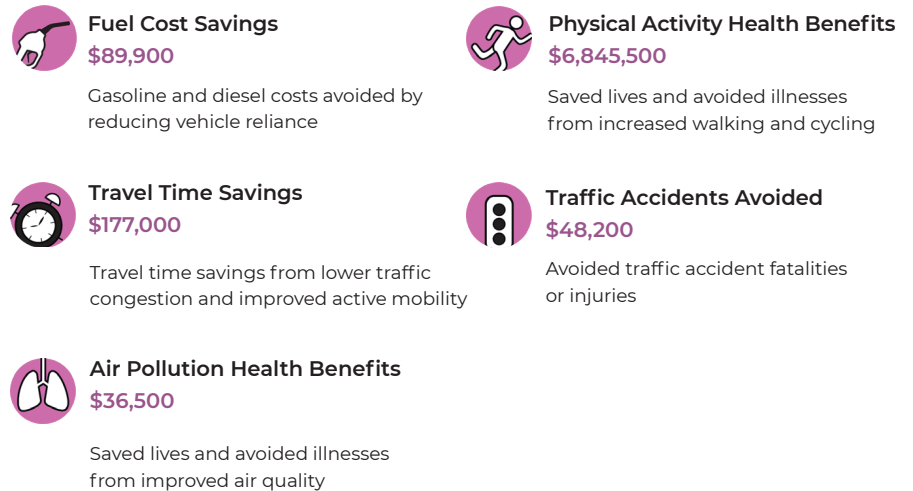 Fuel Cost Savings
$89,900
Gasoline and diesel costs avoided by
reducing vehicle reliance
Physical Activity Health Benefits
$6,845,500
Saved lives and avoided illnesses
from increased walking and cycling
Travel Time Savings
$177,000
Travel time savings from lower traffic
congestion and improved active mobility
Traffic Accidents Avoided
$48,200
Avoided traffic accident fatalities
or injuries
Air Pollution Health Benefits
$36,500
Saved lives and avoided illnesses
from improved air quality